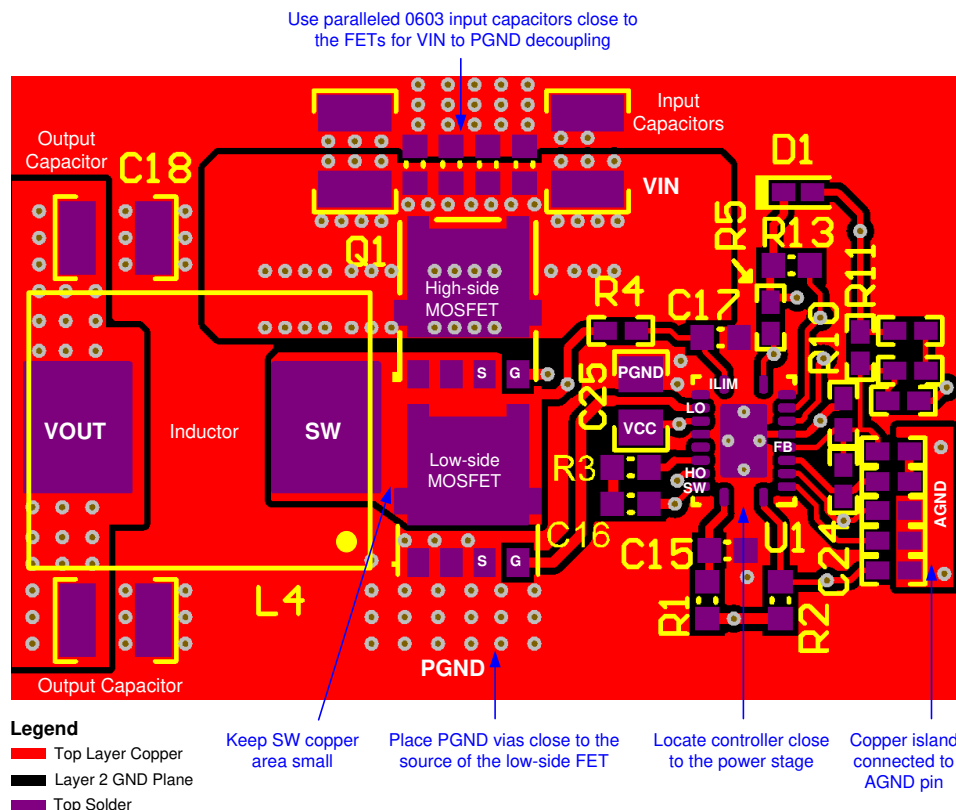 Use paralleled 0603 input capacitors close to
the FETs for VIN to PGND decoupling
Output
Capacitor
C18
Input
Capacitors
VIN
D1
R5
R13
R11
Q1
High-side
MOSFET
R4
C17
R10
S
G
C25
PGND
ILIM
LO
VCC
FB
HO
SW
VOUT
Inductor
SW
Low-side
MOSFET
R3
C16
S
G
C15
U1
C24
AGND
L4
R1
R2
PGND
Output Capacitor
Legend
Top Layer Copper
Layer 2 GND Plane
Top Solder
Keep SW copper
area small
Place PGND vias close to the
source of the low-side FET
Locate controller close
to the power stage
Copper island
connected to
AGND pin